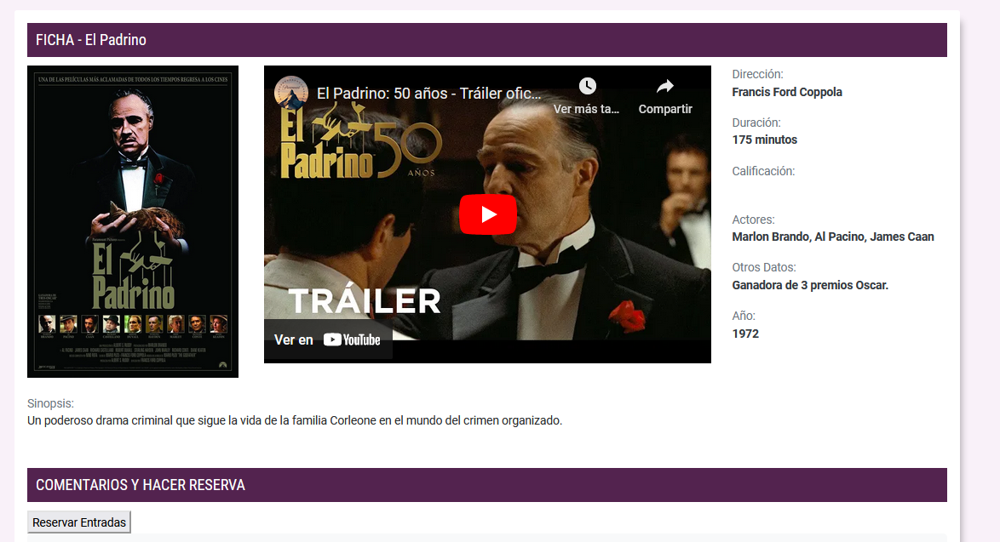 FICHA - El Padrino
UNA DE LAS PELÍCULAS MÁS ACLAMADAS DE TODOS LOS TIEMPOS REGRESA A LOS CINES
El
Padrino
El Padrino: 50 años - Tráiler ofic...
Ver más ta...
Compartir
El
Padrino
50
AÑOS
TRÁILER
Ver en YouTube
Dirección:
Francis Ford Coppola
Duración:
175 minutos
Calificación:
Actores:
Marlon Brando, Al Pacino, James Caan
Otros Datos:
Ganadora de 3 premios Oscar.
Año:
1972
Sinopsis:
Un poderoso drama criminal que sigue la vida de la familia Corleone en el mundo del crimen organizado.
COMENTARIOS Y HACER RESERVA
Reservar Entradas